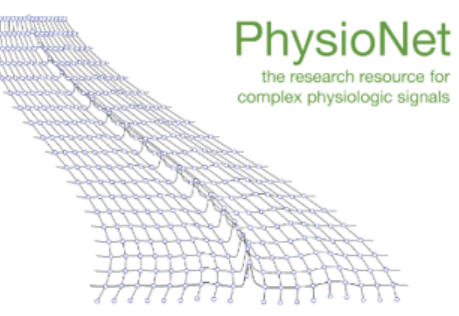 PhysioNet
the research resource for
complex physiologic signals